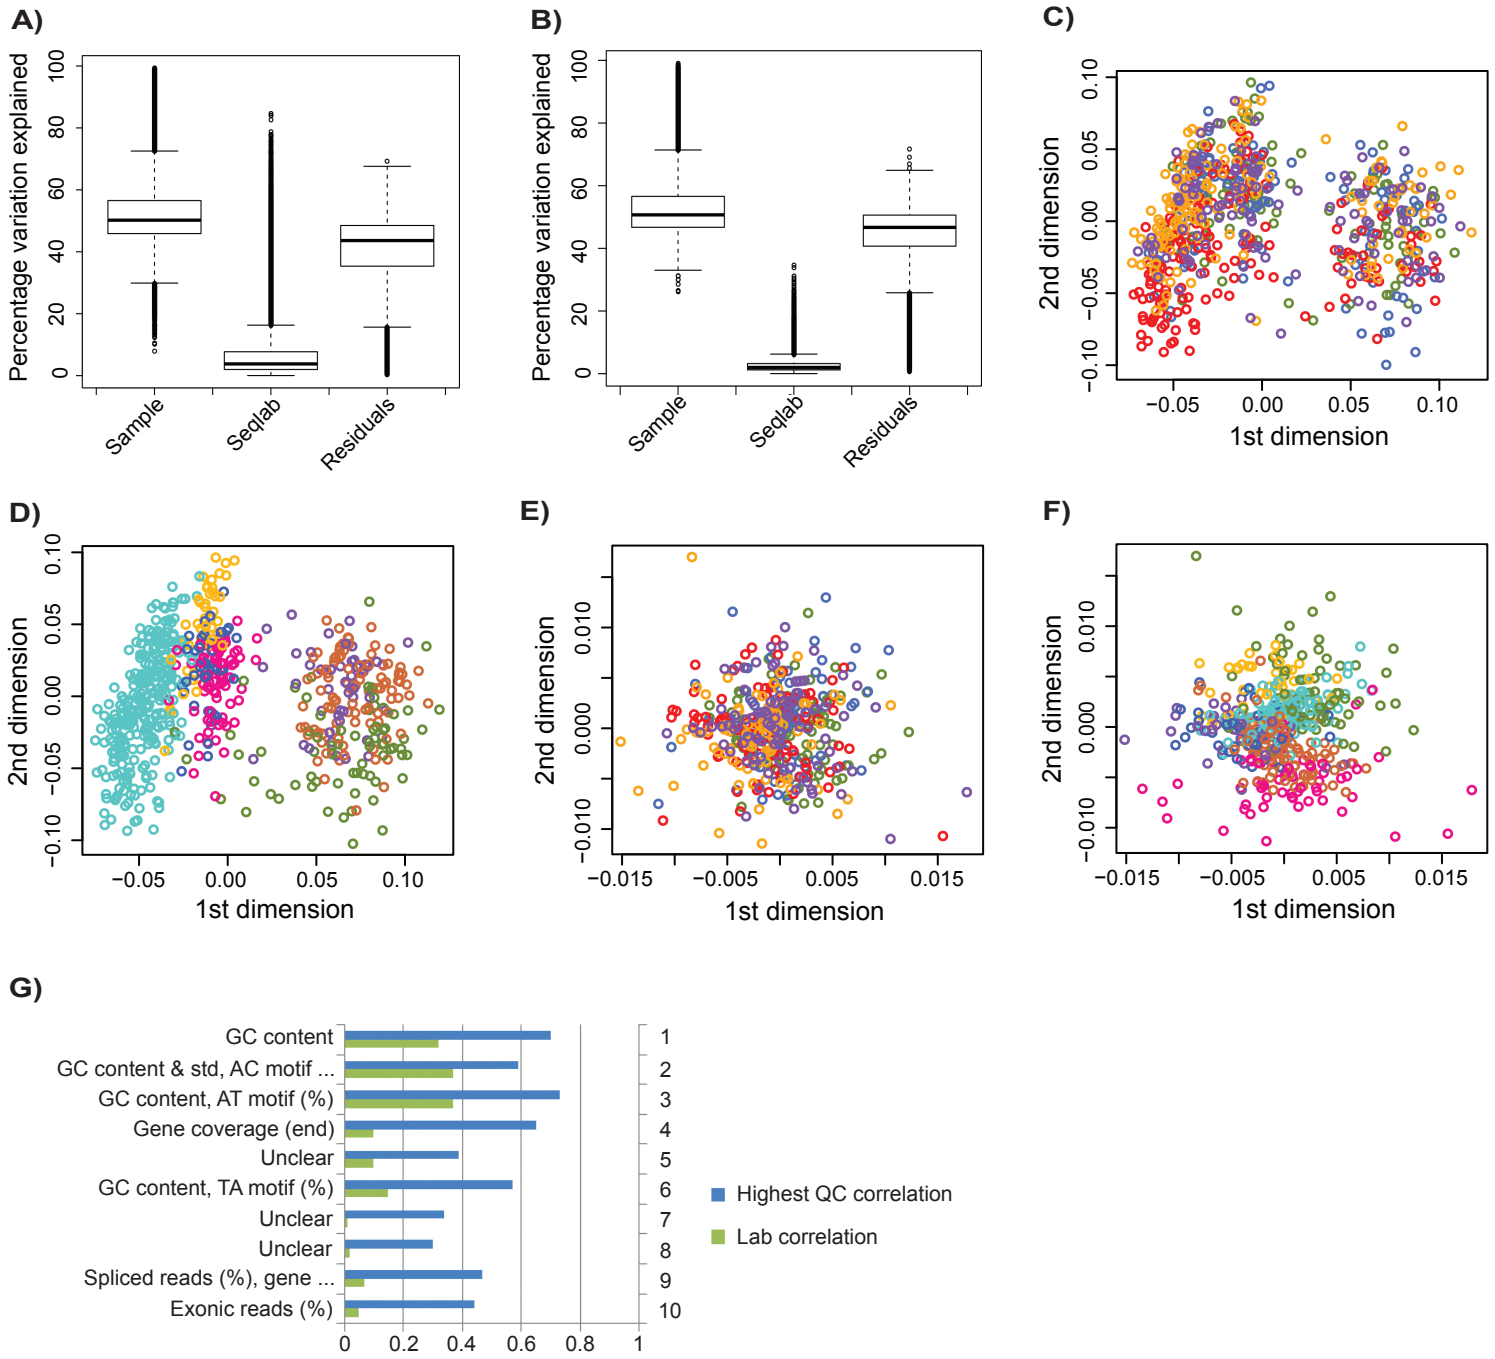 A)
Percentage variation explained
0 20 40 60 80 100
Sample
Seqlab
Residuals
B)
Percentage variation explained
0 20 40 60 80 100
Sample
Seqlab
Residuals
C)
2nd dimension
−0.10 −0.05 0.00 0.05 0.10
−0.05 0.00 0.05 0.10
1st dimension
D)
2nd dimension
−0.10 −0.05 0.00 0.05 0.10
−0.05 0.00 0.05 0.10
1st dimension
E)
2nd dimension
−0.010 0.000 0.010
−0.015 −0.005 0.005 0.015
1st dimension
F)
2nd dimension
−0.010 0.000 0.010
−0.015 −0.005 0.005 0.015
1st dimension
G)
GC content 1
GC content & std, AC motif ... 2
GC content, AT motif (%) 3
Gene coverage (end) 4
Unclear 5
GC content, TA motif (%) 6
Unclear 7
Unclear 8
Spliced reads (%), gene ... 9
Exonic reads (%) 10
0 0.2 0.4 0.6 0.8 1
Highest QC correlation
Lab correlation